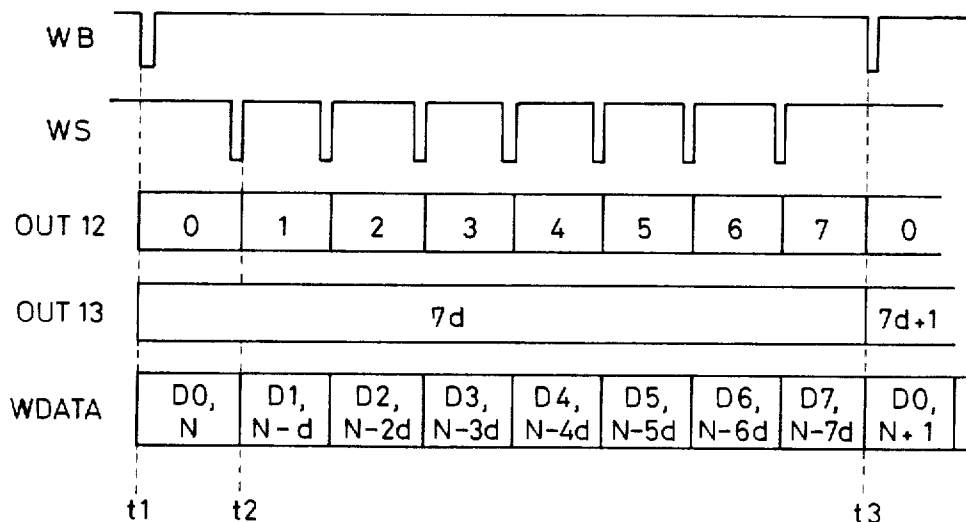 WB
WS
OUT 12 0 1 2 3 4 5 6 7 0
OUT 13 7d 7d+1
WDATA D0, N D1, N-d D2, N-2d D3, N-3d D4, N-4d D5, N-5d D6, N-6d D7, N-7d D0, N+1
t1 t2 t3